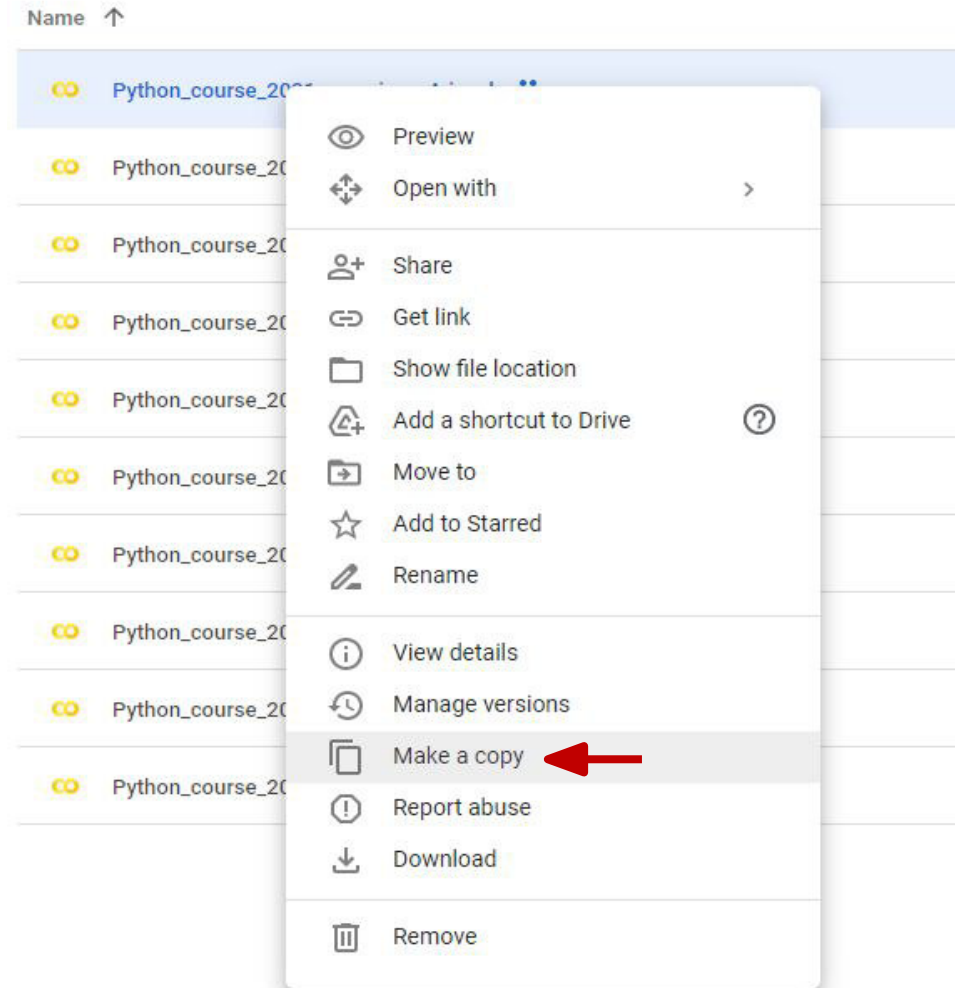 Name
Python_course_20
Preview
Python_course_20
Open with
Python_course_20
Share
Python_course_20
Get link
Show file location
Python_course_20
Add a shortcut to Drive
Python_course_20
Move to
Add to Starred
Python_course_20
Rename
Python_course_20
View details
Python_course_20
Manage versions
Make a copy
Python_course_20
Report abuse
Download
Remove